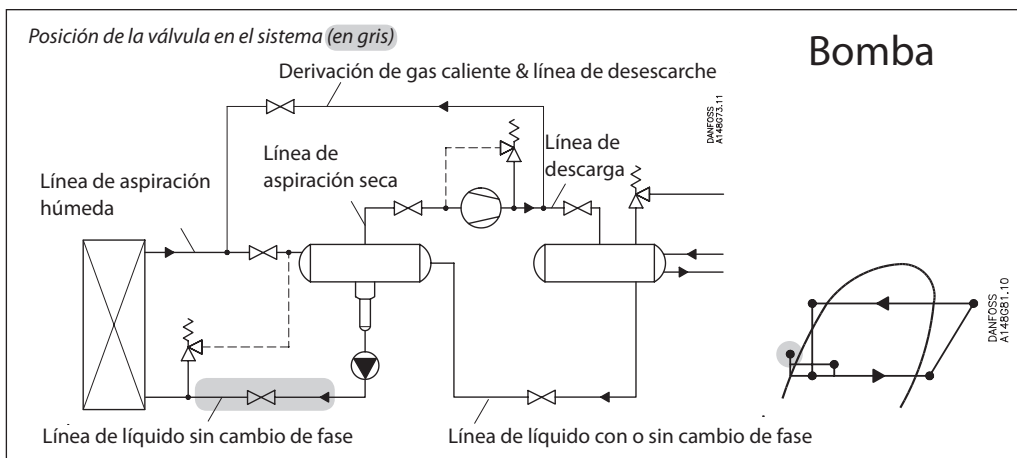 Posición de la válvula en el sistema (en gris)
Bomba
Derivación de gas caliente & línea de desescarche
DANFOSS
A148G73.11
Línea de
aspiración seca
Línea de
descarga
Línea de aspiración
húmeda
DANFOSS
A148G81.10
Línea de líquido sin cambio de fase
Línea de líquido con o sin cambio de fase